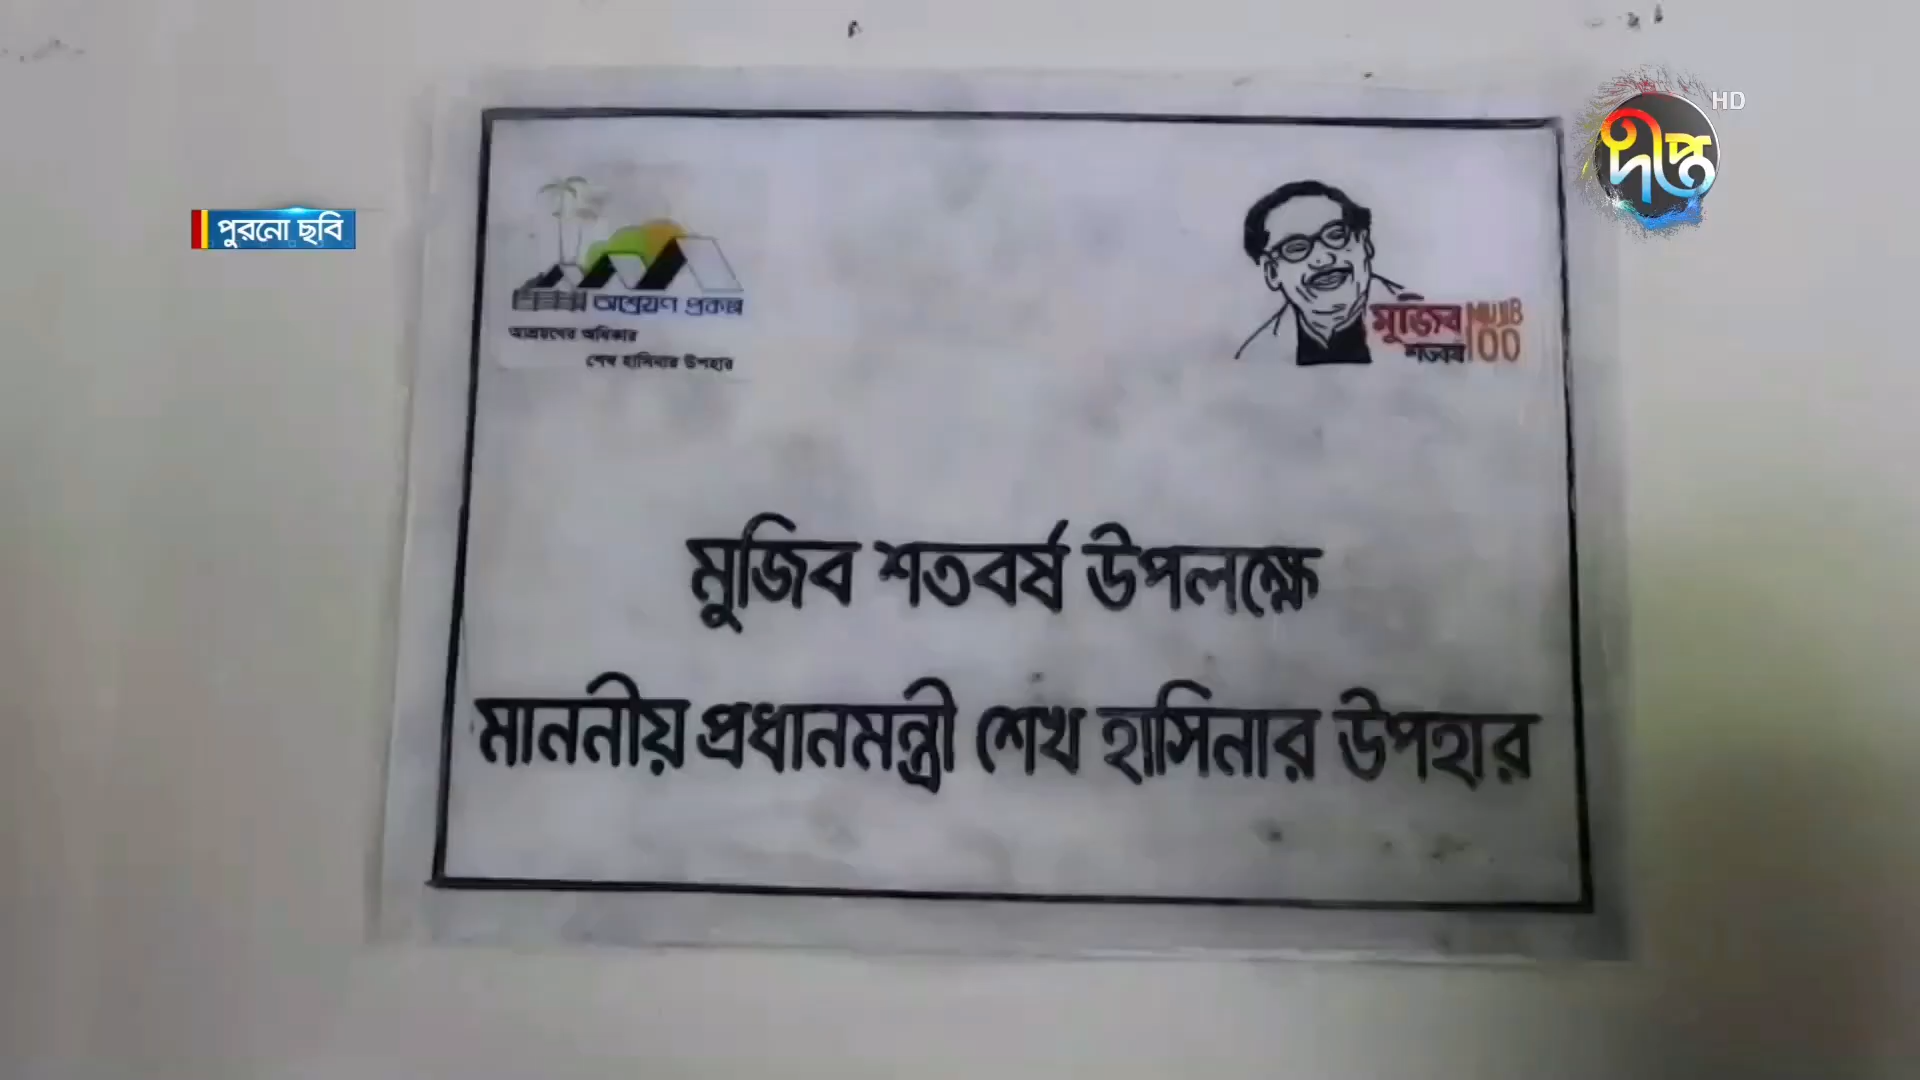 পুরনো ছবি
দীপ্ত HD
আশ্রয়ণ প্রকল্প
আশ্রয়ণের অধিকার
শেখ হাসিনার উপহার
মুজিব MUJIB
শতবর্ষ 100
মুজিব শতবর্ষ উপলক্ষে
মাননীয় প্রধানমন্ত্রী শেখ হাসিনার উপহার